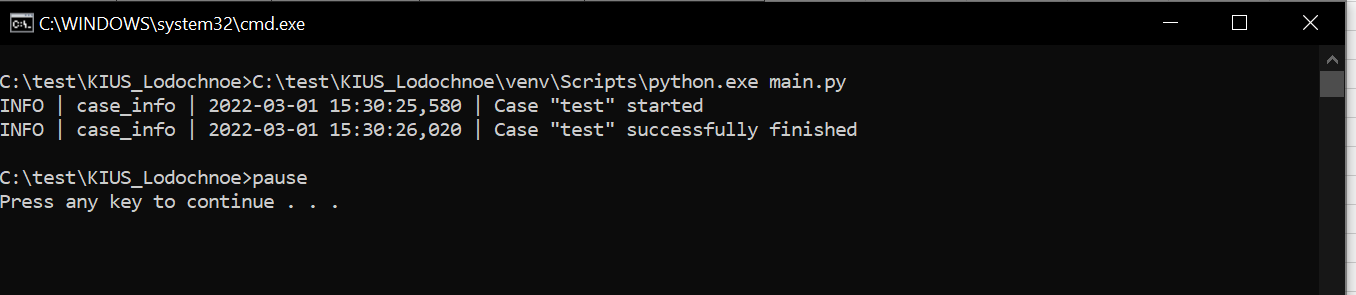 C:\WINDOWS\system32\cmd.exe
C:\test\KIUS_Lodochnoe>C:\test\KIUS_Lodochnoe\venv\Scripts\python.exe main.py
INFO | case_info | 2022-03-01 15:30:25,580 | Case "test" started
INFO | case_info | 2022-03-01 15:30:26,020 | Case "test" successfully finished
C:\test\KIUS_Lodochnoe>pause
Press any key to continue . . .